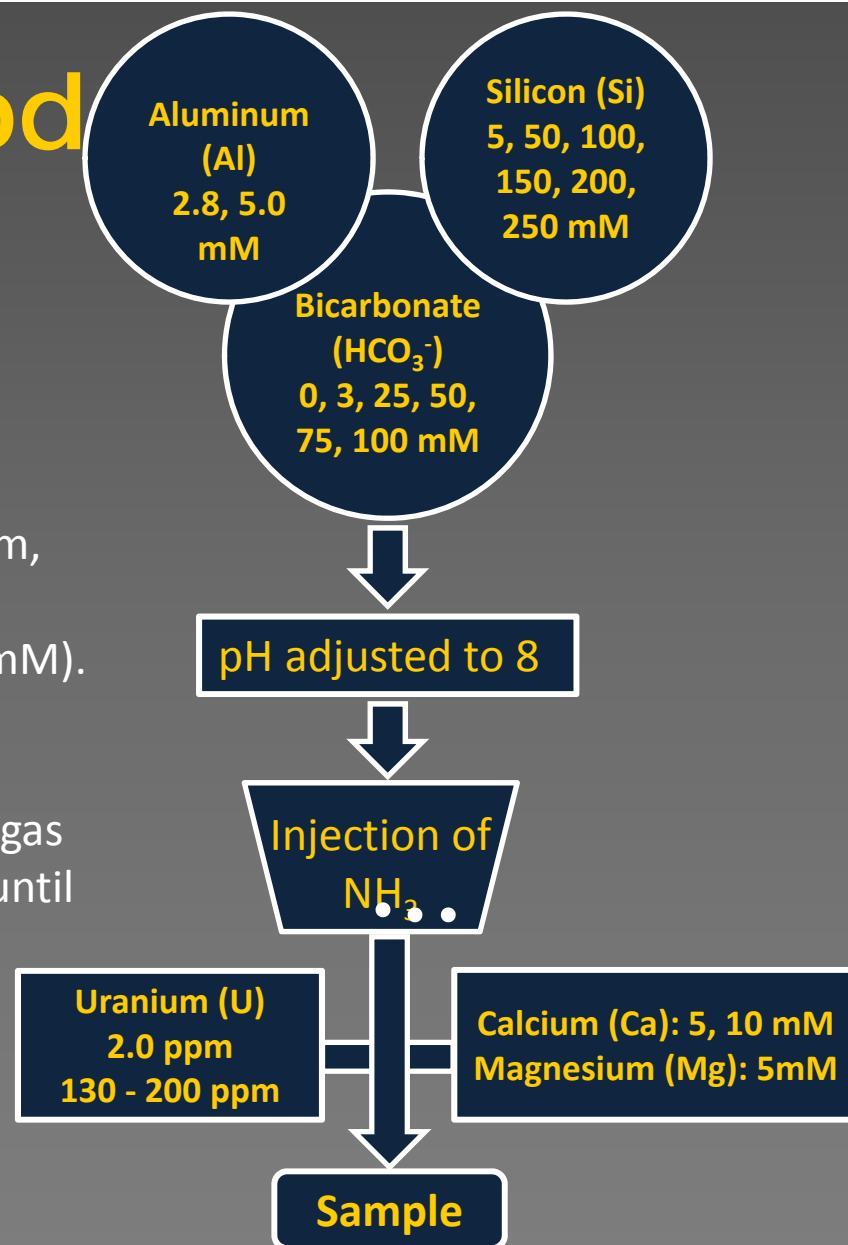 od
Aluminum
(Al)
2.8, 5.0
mM
Silicon (Si)
5, 50, 100,
150, 200,
250 mM
Bicarbonate
(HCO₃⁻)
0, 3, 25, 50,
75, 100 mM
m,
mM).
pH adjusted to 8
gas
until
Injection of
NH₃
Uranium (U)
2.0 ppm
130 - 200 ppm
Calcium (Ca): 5, 10 mM
Magnesium (Mg): 5mM
Sample